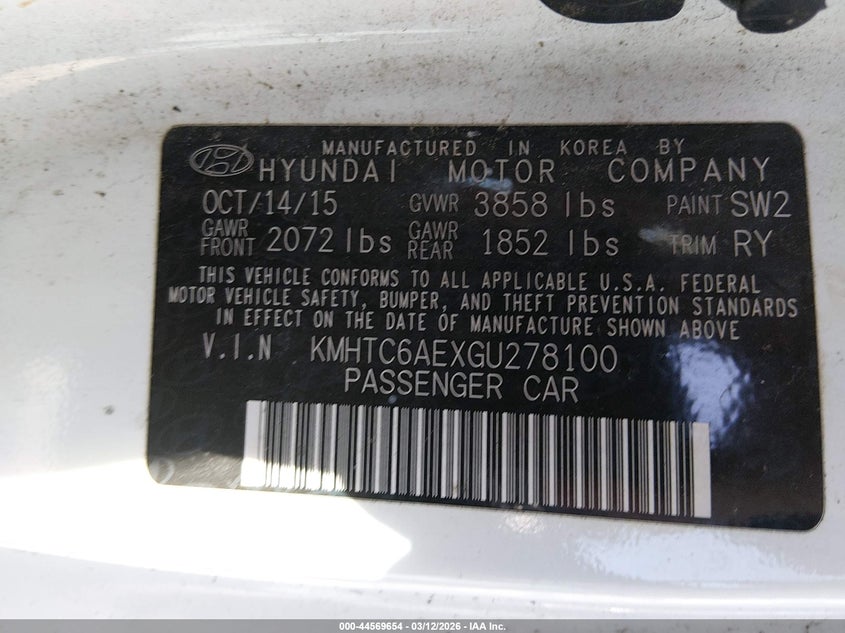 MANUFACTURED IN KOREA BY
HYUNDAI MOTOR COMPANY
OCT/14/15 GVWR 3858 lbs PAINT SW2
GAWR FRONT 2072 lbs GAWR REAR 1852 lbs TRIM RY
THIS VEHICLE CONFORMS TO ALL APPLICABLE U.S.A. FEDERAL
MOTOR VEHICLE SAFETY, BUMPER, AND THEFT PREVENTION STANDARDS
IN EFFECT ON THE DATE OF MANUFACTURE SHOWN ABOVE
V.I.N KMHTC6AEXGU278100
PASSENGER CAR
000-44569654 - 03/12/2026 - IAA Inc.